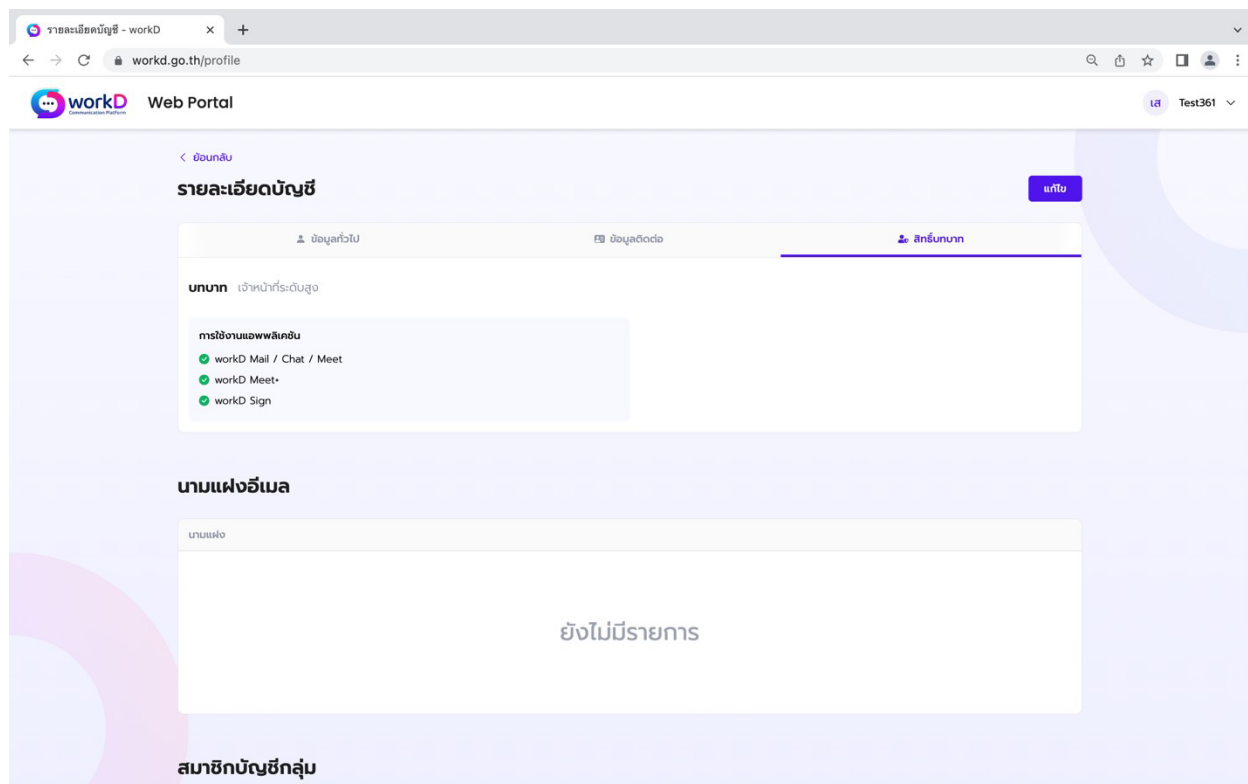 รายละเอียดบัญชี - workD
workd.go.th/profile
workD
Communication Platform
Web Portal
เส Test361
ย้อนกลับ
รายละเอียดบัญชี
แก้ไข
ข้อมูลทั่วไป ข้อมูลติดต่อ สิทธิ์บทบาท
บทบาท เจ้าหน้าที่ระดับสูง
การใช้งานแอพพลิเคชัน
workD Mail / Chat / Meet
workD Meet+
workD Sign
นามแฝงอีเมล
นามแฝง
ยังไม่มีรายการ
สมาชิกบัญชีกลุ่ม